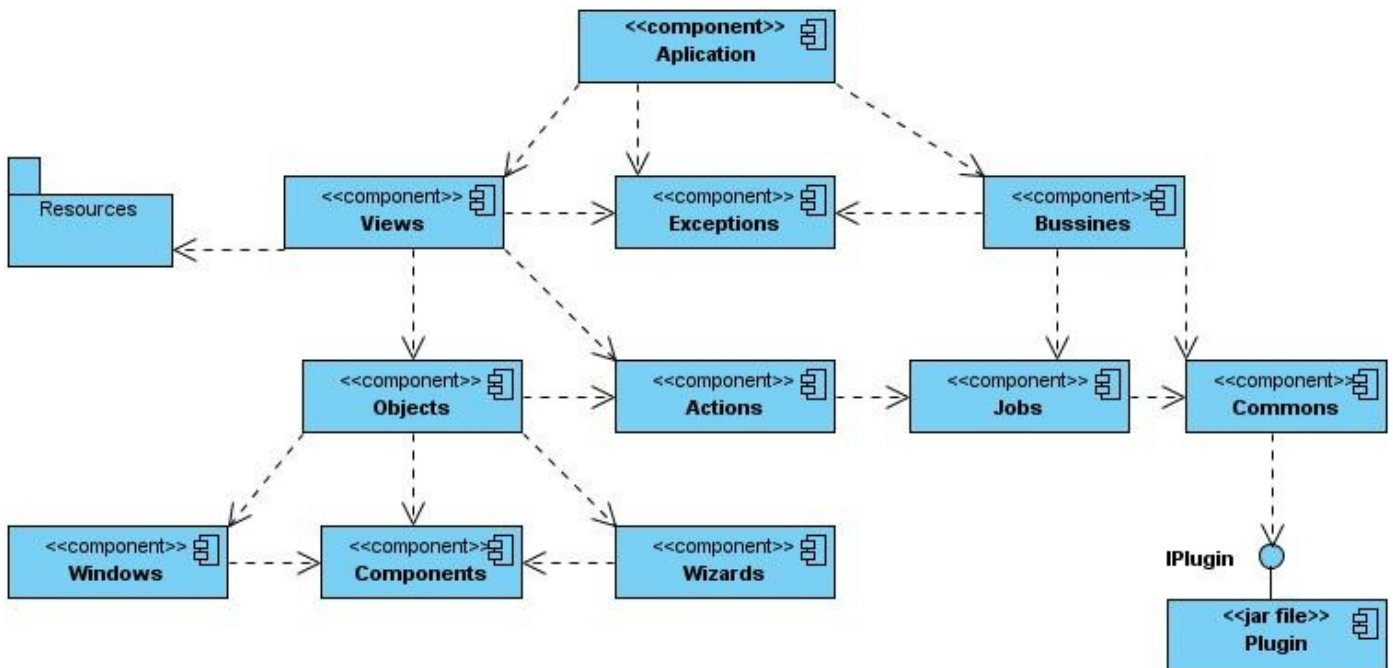 <<component>>
Aplication
Resources
<<component>>
Views
<<component>>
Exceptions
<<component>>
Bussines
<<component>>
Objects
<<component>>
Actions
<<component>>
Jobs
<<component>>
Commons
<<component>>
Windows
<<component>>
Components
<<component>>
Wizards
IPlugin
<<jar file>>
Plugin